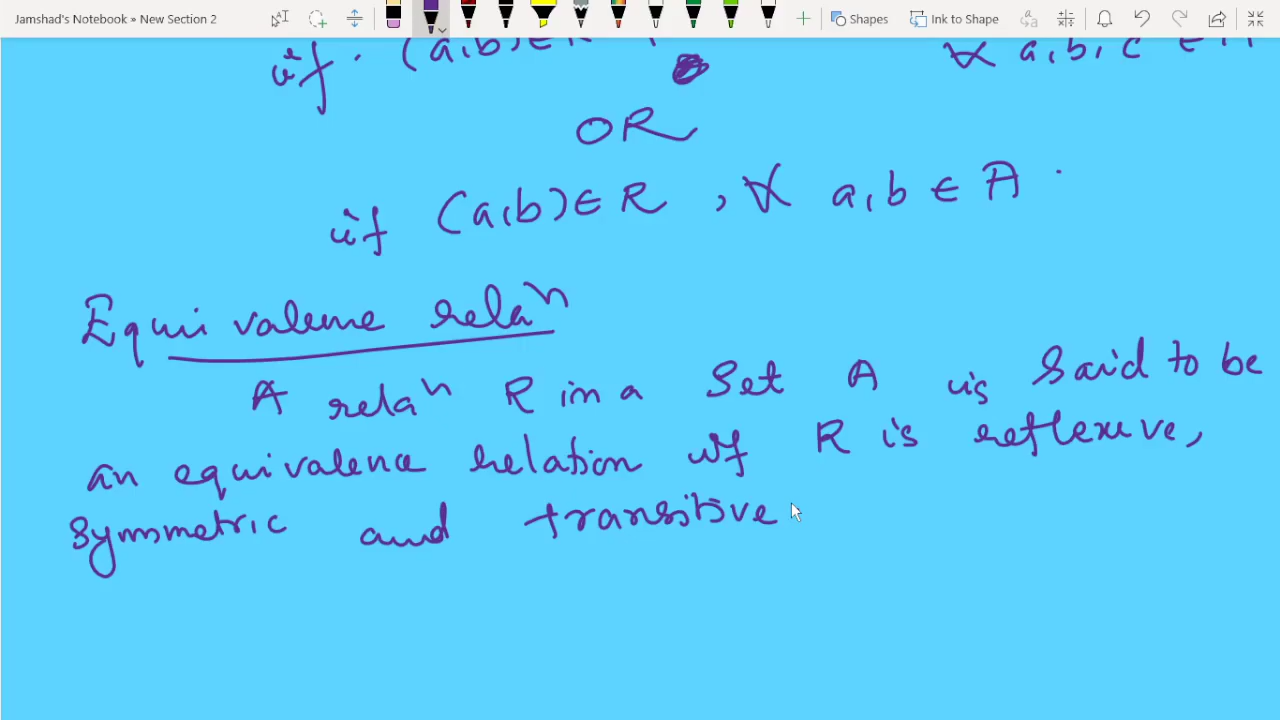 Jamshad's Notebook » New Section 2
Shapes
Ink to Shape
if . (a,b)∈R ∀ a,b,c ∈ A
OR
if (a,b)∈R , ∀ a,b ∈ A .
Equivalence relaⁿ
A relaⁿ R in a Set A is Said to be
an equivalence relation if R is reflexive,
Symmetric and transitive